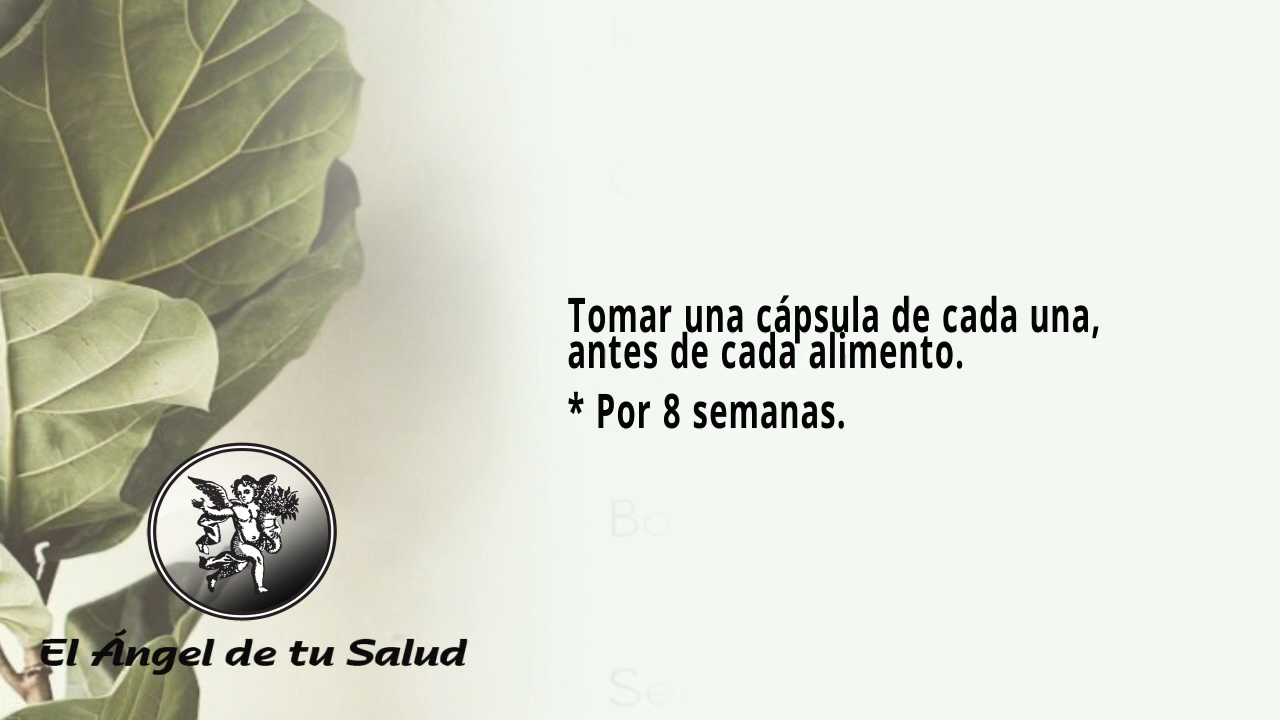 Tomar una cápsula de cada una,
antes de cada alimento.
* Por 8 semanas.
El Ángel de tu Salud